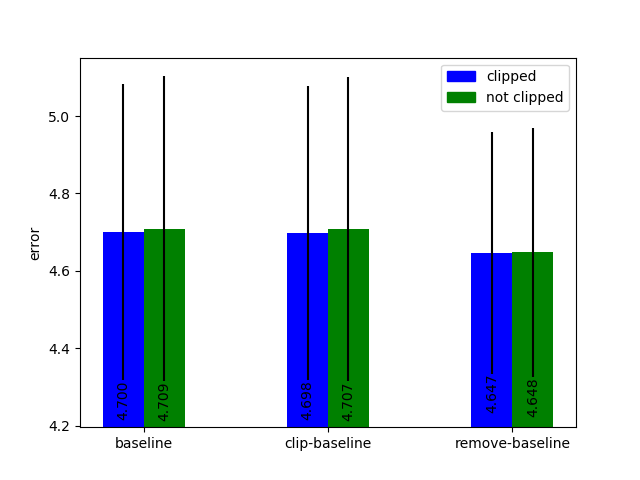 clipped
not clipped
5.0
4.8
4.6
4.4
4.2
error
4.700
4.709
4.698
4.707
4.647
4.648
baseline
clip-baseline
remove-baseline